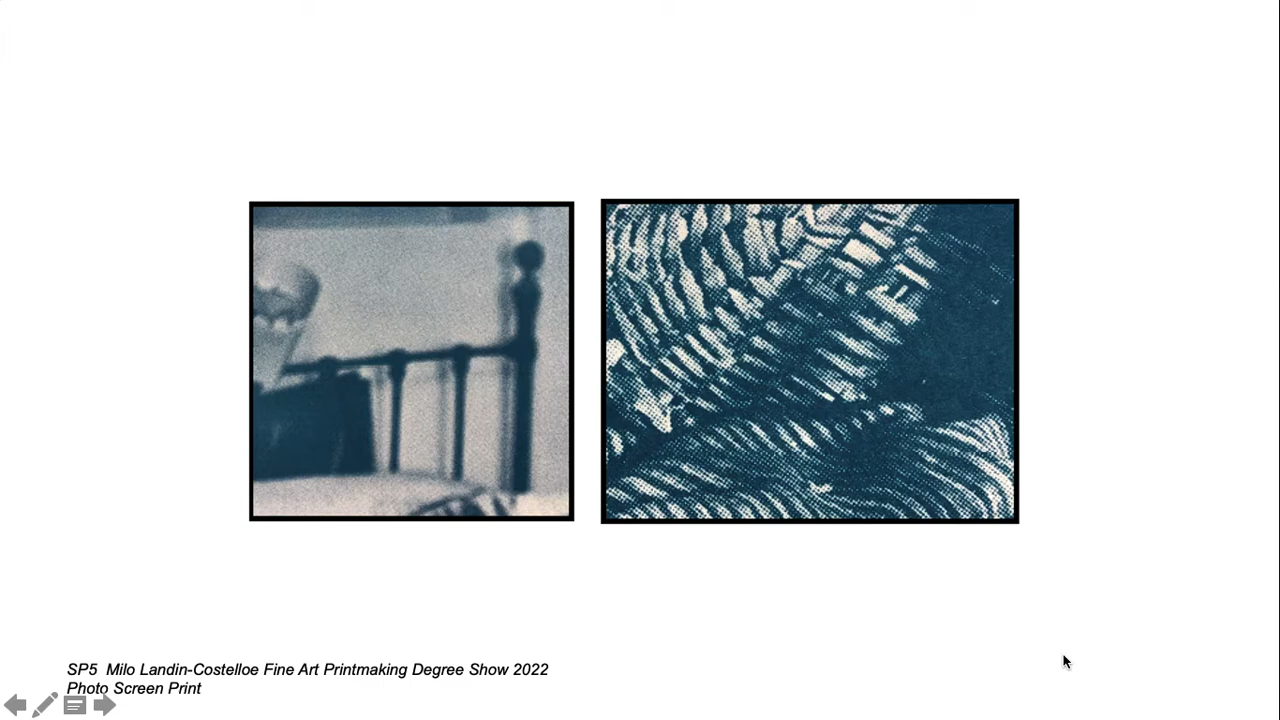 SP5  Milo Landin-Costelloe Fine Art Printmaking Degree Show 2022
Photo Screen Print